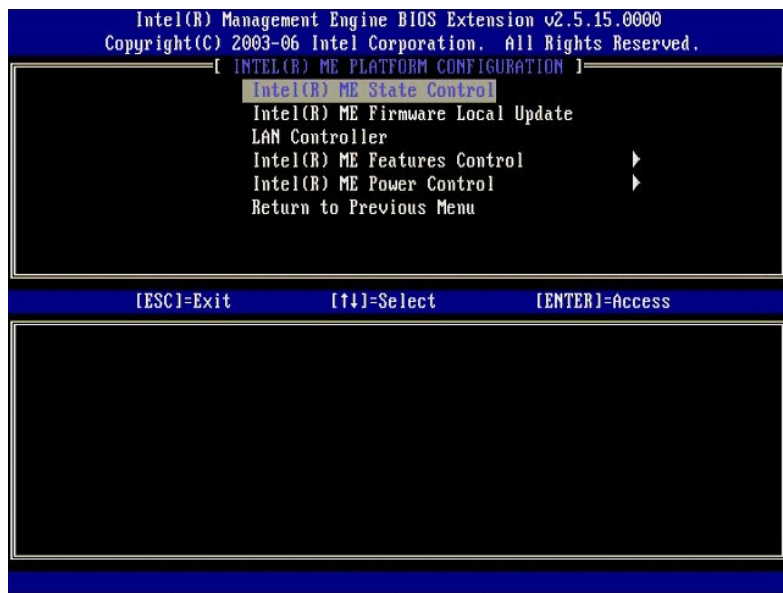 Intel(R) Management Engine BIOS Extension v2.5.15.0000
Copyright(C) 2003-06 Intel Corporation.  All Rights Reserved.
[ INTEL(R) ME PLATFORM CONFIGURATION ]
Intel(R) ME State Control
Intel(R) ME Firmware Local Update
LAN Controller
Intel(R) ME Features Control ►
Intel(R) ME Power Control ►
Return to Previous Menu
[ESC]=Exit [↑↓]=Select [ENTER]=Access